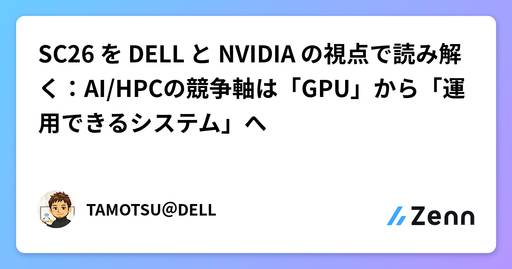 SC26 を DELL と NVIDIA の視点で読み解
く：AI/HPCの競争軸は「GPU」から「運
用できるシステム」へ
TAMOTSU@DELL
Zenn